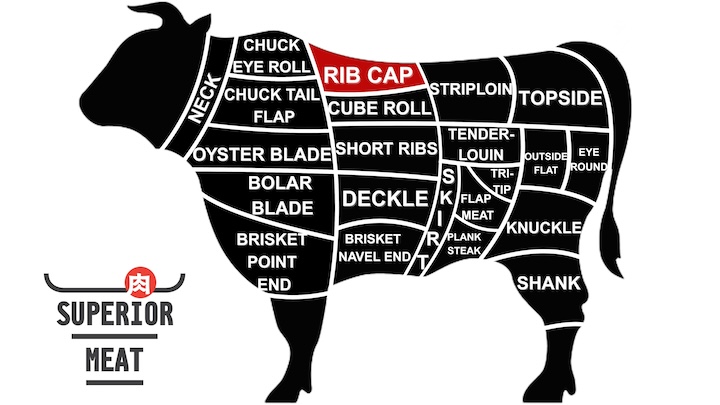 CHUCK
EYE ROLL
RIB CAP
NECK
CHUCK TAIL
FLAP
CUBE ROLL
STRIPLOIN
TOPSIDE
OYSTER BLADE
SHORT RIBS
TENDER-
LOUIN
OUTSIDE
FLAT
EYE
ROUND
BOLAR
BLADE
DECKLE
SKIRT
TRI-
TIP
FLAP
MEAT
KNUCKLE
BRISKET
POINT
END
BRISKET
NAVEL END
PLANK
STEAK
SHANK
肉
SUPERIOR
MEAT